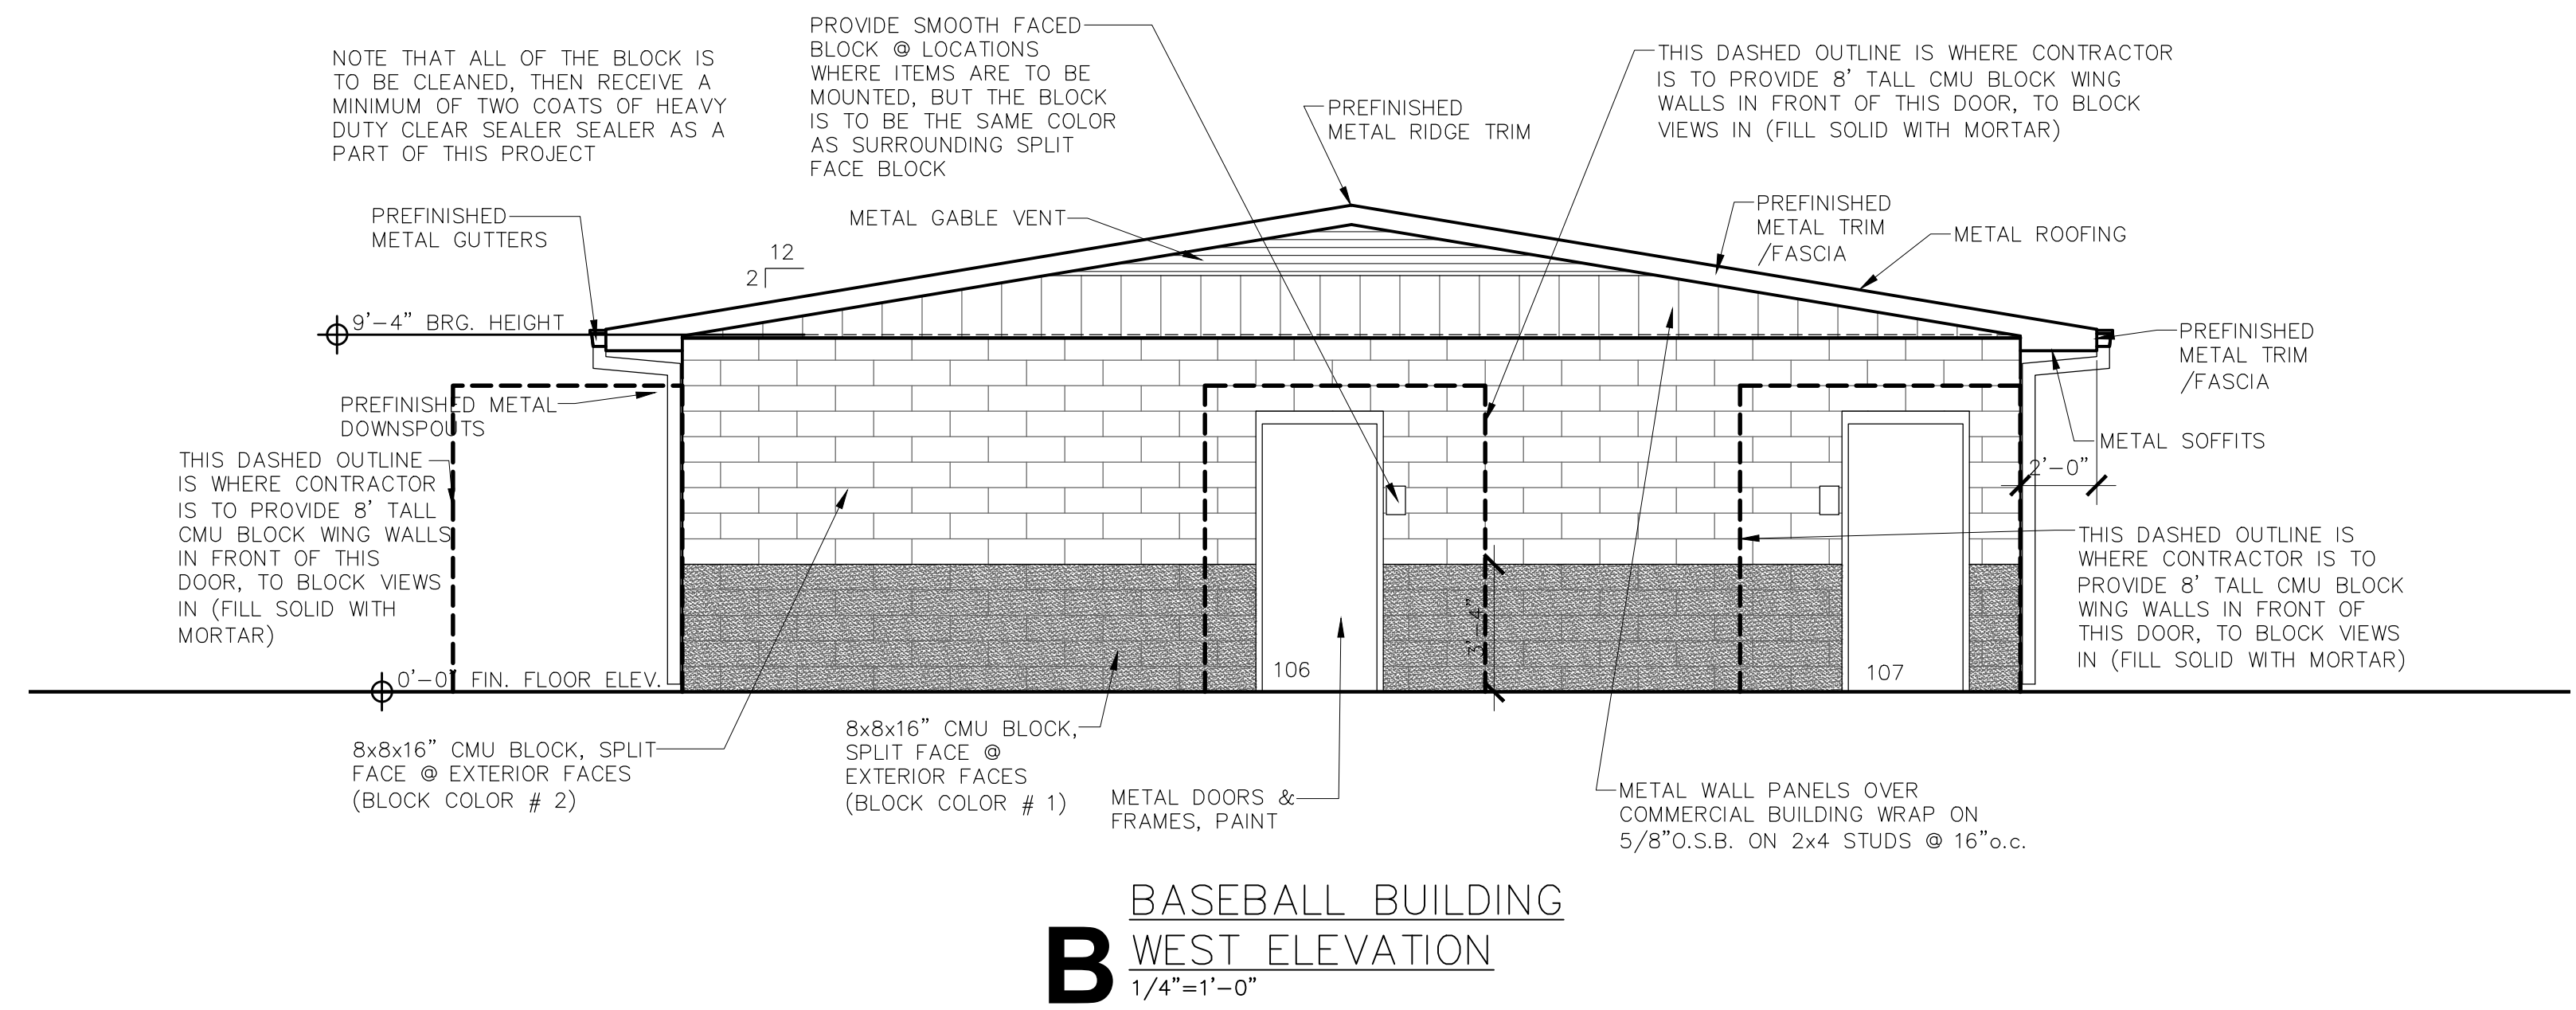 NOTE THAT ALL OF THE BLOCK IS
TO BE CLEANED, THEN RECEIVE A
MINIMUM OF TWO COATS OF HEAVY
DUTY CLEAR SEALER SEALER AS A
PART OF THIS PROJECT
PROVIDE SMOOTH FACED
BLOCK @ LOCATIONS
WHERE ITEMS ARE TO BE
MOUNTED, BUT THE BLOCK
IS TO BE THE SAME COLOR
AS SURROUNDING SPLIT
FACE BLOCK
PREFINISHED
METAL RIDGE TRIM
THIS DASHED OUTLINE IS WHERE CONTRACTOR
IS TO PROVIDE 8' TALL CMU BLOCK WING
WALLS IN FRONT OF THIS DOOR, TO BLOCK
VIEWS IN (FILL SOLID WITH MORTAR)
PREFINISHED
METAL GUTTERS
METAL GABLE VENT
PREFINISHED
METAL TRIM
/FASCIA
METAL ROOFING
12
2
9'-4" BRG. HEIGHT
PREFINISHED
METAL TRIM
/FASCIA
PREFINISHED METAL
DOWNSPOUTS
METAL SOFFITS
2'-0"
THIS DASHED OUTLINE
IS WHERE CONTRACTOR
IS TO PROVIDE 8' TALL
CMU BLOCK WING WALLS
IN FRONT OF THIS
DOOR, TO BLOCK VIEWS
IN (FILL SOLID WITH
MORTAR)
THIS DASHED OUTLINE IS
WHERE CONTRACTOR IS TO
PROVIDE 8' TALL CMU BLOCK
WING WALLS IN FRONT OF
THIS DOOR, TO BLOCK VIEWS
IN (FILL SOLID WITH MORTAR)
3'-4"
106
107
0'-0" FIN. FLOOR ELEV.
8x8x16" CMU BLOCK, SPLIT
FACE @ EXTERIOR FACES
(BLOCK COLOR # 2)
8x8x16" CMU BLOCK,
SPLIT FACE @
EXTERIOR FACES
(BLOCK COLOR # 1)
METAL DOORS &
FRAMES, PAINT
METAL WALL PANELS OVER
COMMERCIAL BUILDING WRAP ON
5/8"O.S.B. ON 2x4 STUDS @ 16"o.c.
B
BASEBALL BUILDING
WEST ELEVATION
1/4"=1'-0"